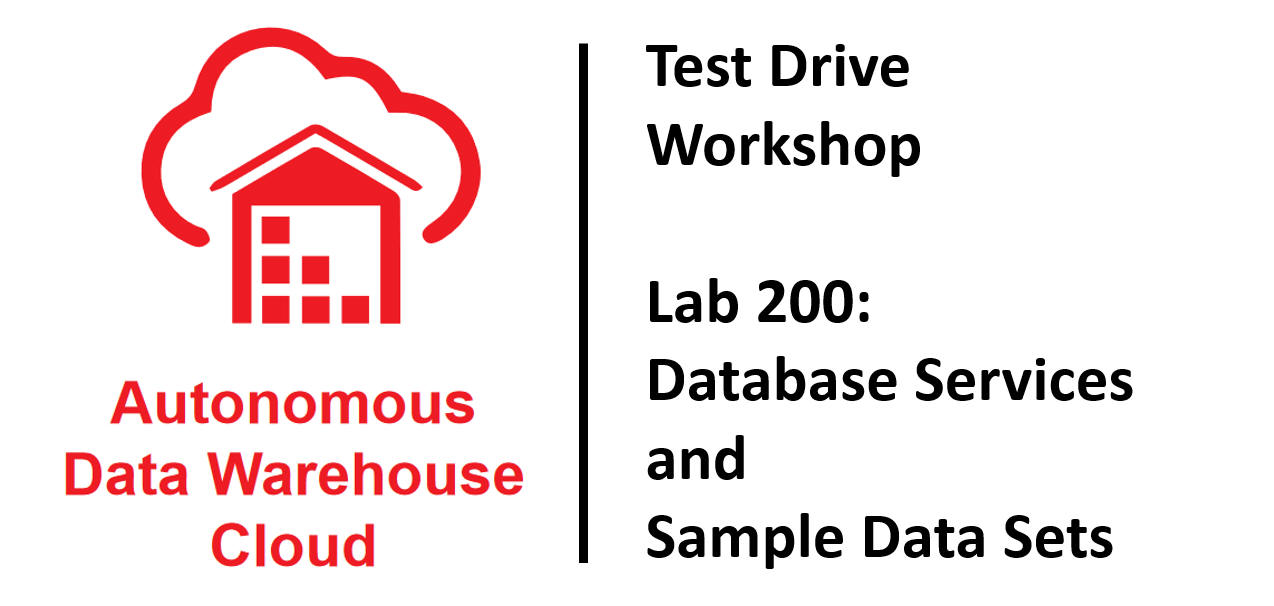 Autonomous
Data Warehouse
Cloud
Test Drive
Workshop
Lab 200:
Database Services
and
Sample Data Sets